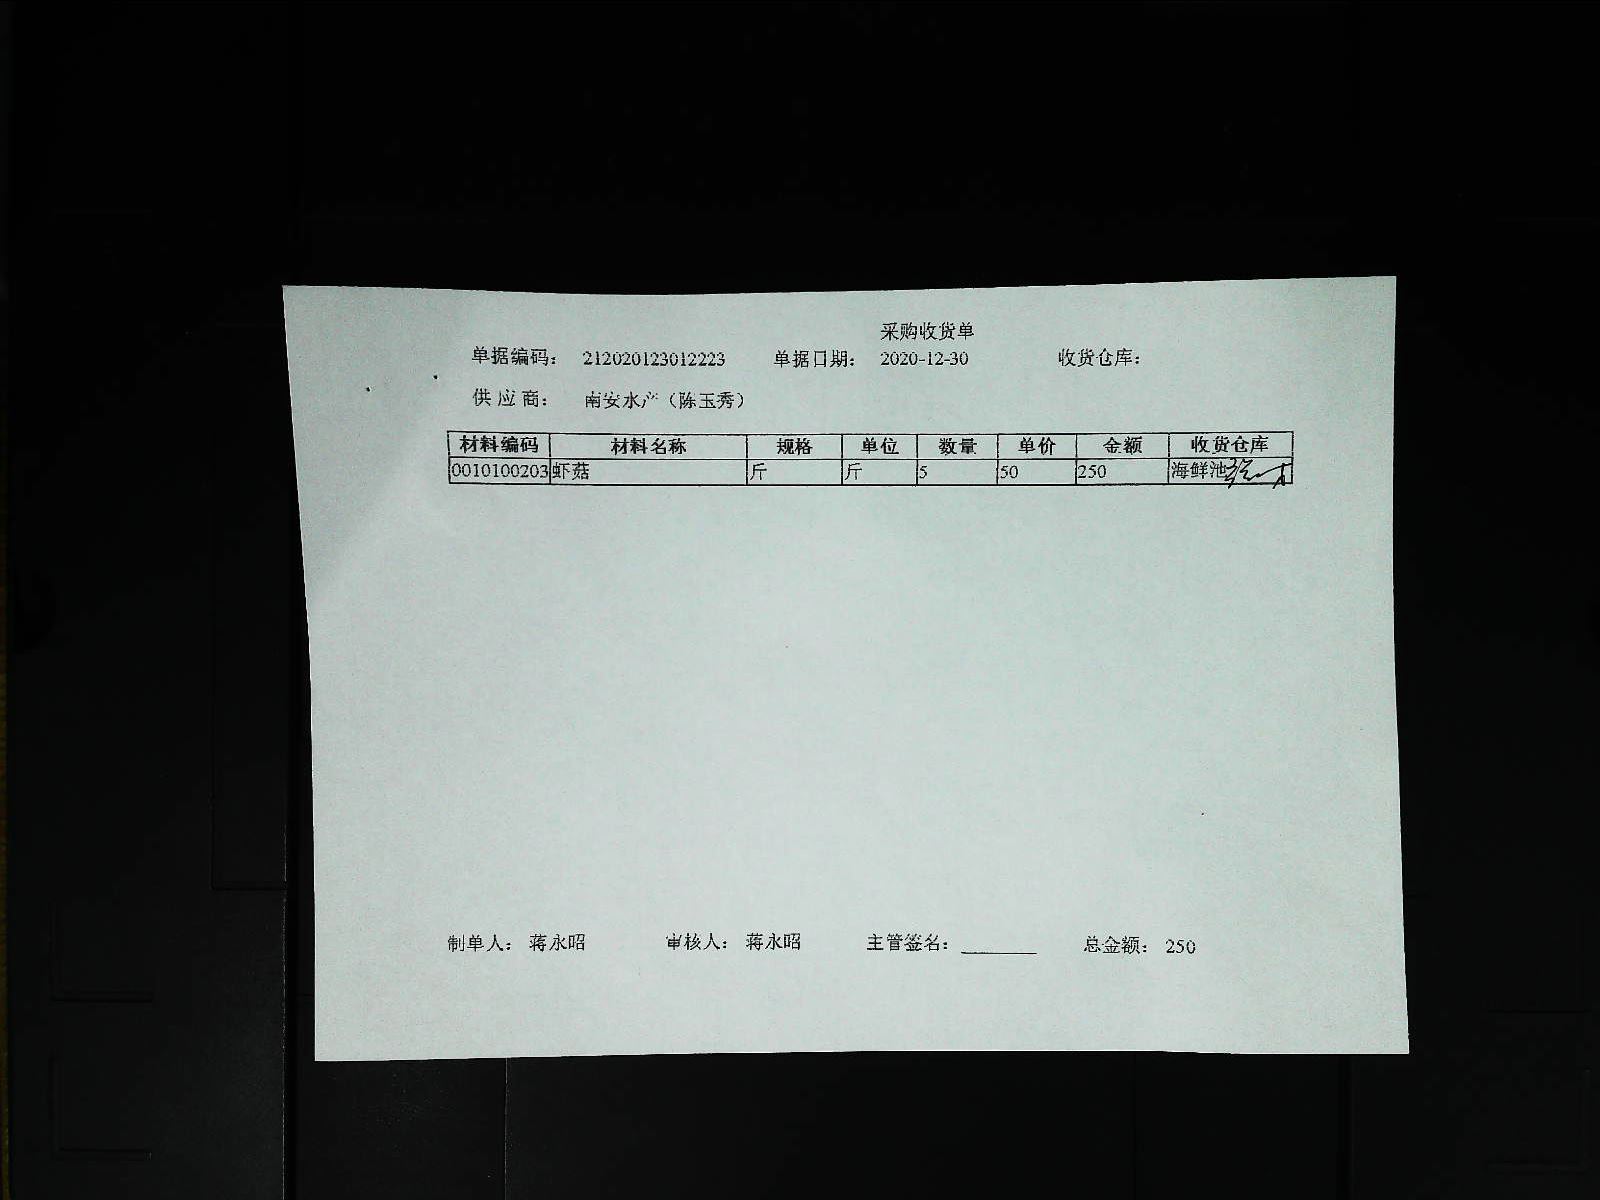 采购收货单
单据编码： 212020123012223 单据日期： 2020-12-30 收货仓库：
供 应 商： 南安水产（陈玉秀）
材料编码 材料名称 规格 单位 数量 单价 金额 收货仓库
0010100203 虾菇 斤 斤 5 50 250 海鲜池
制单人： 蒋永昭 审核人： 蒋永昭 主管签名： 总金额： 250